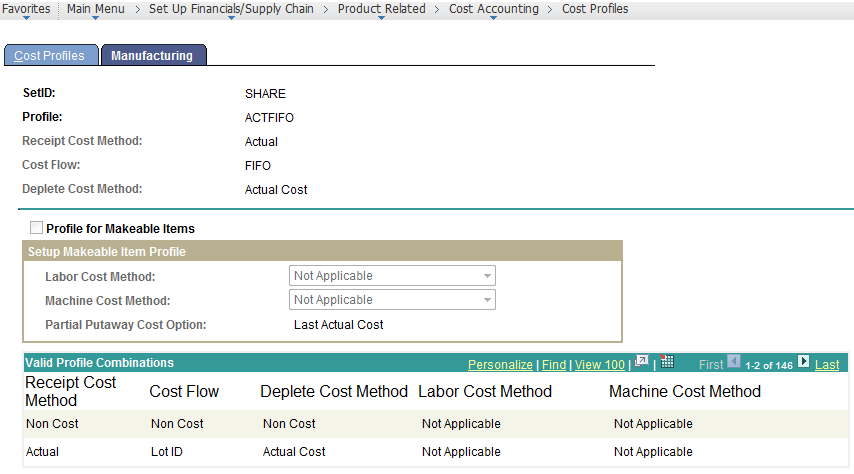 Favorites Main Menu > Set Up Financials/Supply Chain > Product Related > Cost Accounting > Cost Profiles
Cost Profiles Manufacturing
SetID: SHARE
Profile: ACTFIFO
Receipt Cost Method: Actual
Cost Flow: FIFO
Deplete Cost Method: Actual Cost
Profile for Makeable Items
Setup Makeable Item Profile
Labor Cost Method: Not Applicable
Machine Cost Method: Not Applicable
Partial Putaway Cost Option: Last Actual Cost
Valid Profile Combinations Personalize | Find | View 100 | | First 1-2 of 146 Last
Receipt Cost Method Cost Flow Deplete Cost Method Labor Cost Method Machine Cost Method
Non Cost Non Cost Non Cost Not Applicable Not Applicable
Actual Lot ID Actual Cost Not Applicable Not Applicable